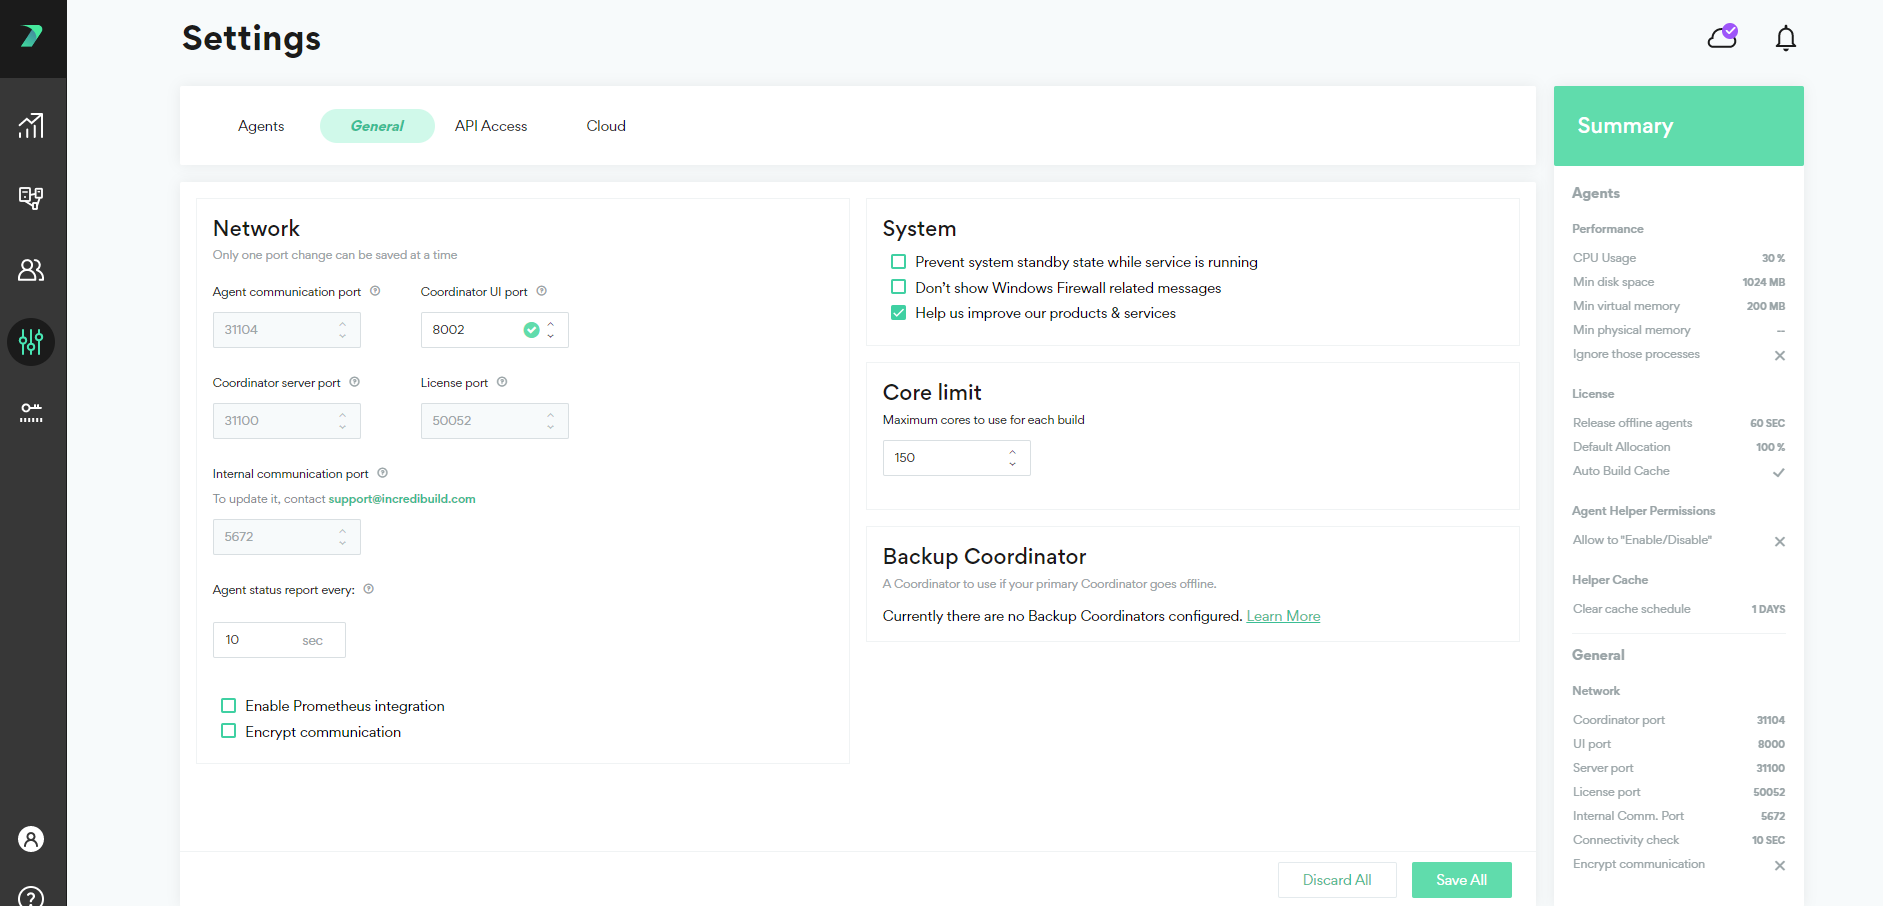 Settings
Agents
General
API Access
Cloud
Network
Only one port change can be saved at a time
Agent communication port
31104
Coordinator UI port
8002
Coordinator server port
31100
License port
50052
Internal communication port
To update it, contact support@incredibuild.com
5672
Agent status report every:
10 sec
Enable Prometheus integration
Encrypt communication
System
Prevent system standby state while service is running
Don't show Windows Firewall related messages
Help us improve our products & services
Core limit
Maximum cores to use for each build
150
Backup Coordinator
A Coordinator to use if your primary Coordinator goes offline.
Currently there are no Backup Coordinators configured. Learn More
Discard All
Save All
Summary
Agents
Performance
CPU Usage 30 %
Min disk space 1024 MB
Min virtual memory 200 MB
Min physical memory --
Ignore those processes
License
Release offline agents 60 SEC
Default Allocation 100 %
Auto Build Cache
Agent Helper Permissions
Allow to "Enable/Disable"
Helper Cache
Clear cache schedule 1 DAYS
General
Network
Coordinator port 31104
UI port 8000
Server port 31100
License port 50052
Internal Comm. Port 5672
Connectivity check 10 SEC
Encrypt communication